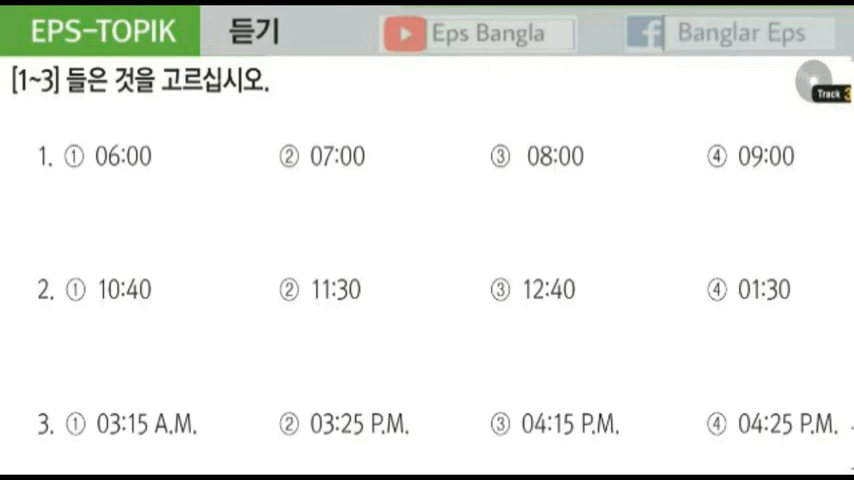 EPS-TOPIK 듣기 Eps Bangla Banglar Eps
[1~3] 들은 것을 고르십시오.
Track 3
1. ① 06:00 ② 07:00 ③ 08:00 ④ 09:00
2. ① 10:40 ② 11:30 ③ 12:40 ④ 01:30
3. ① 03:15 A.M. ② 03:25 P.M. ③ 04:15 P.M. ④ 04:25 P.M.